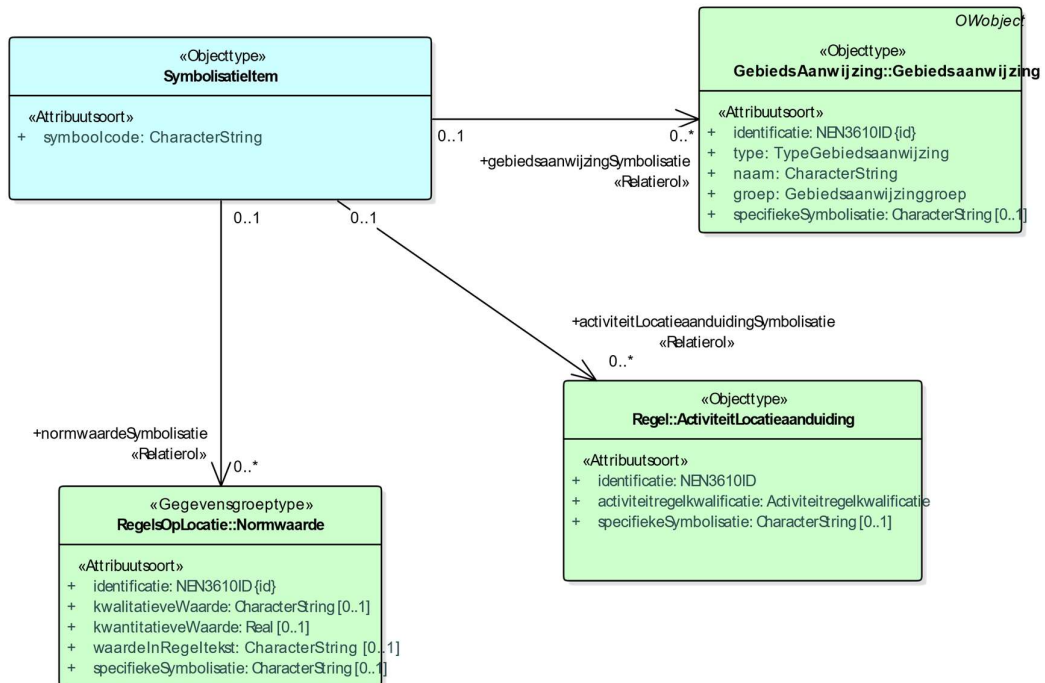 «Objecttype»
SymbolisatieItem
«Attribuutsoort»
+ symboolcode: CharacterString
OWobject
«Objecttype»
GebiedsAanwijzing::Gebiedsaanwijzing
«Attribuutsoort»
+ identificatie: NEN3610ID {id}
+ type: TypeGebiedsaanwijzing
+ naam: CharacterString
+ groep: Gebiedsaanwijzinggroep
+ specifiekeSymbolisatie: CharacterString [0..1]
0..1
0..*
+gebiedsaanwijzingSymbolisatie
«Relatierol»
0..1
0..1
+activiteitLocatieaanduidingSymbolisatie
«Relatierol»
0..*
«Objecttype»
Regel::ActiviteitLocatieaanduiding
«Attribuutsoort»
+ identificatie: NEN3610ID
+ activiteitregelkwalificatie: Activiteitregelkwalificatie
+ specifiekeSymbolisatie: CharacterString [0..1]
+normwaardeSymbolisatie
«Relatierol»
0..*
«Gegevensgroeptype»
RegelsOpLocatie::Normwaarde
«Attribuutsoort»
+ identificatie: NEN3610ID {id}
+ kwalitatieveWaarde: CharacterString [0..1]
+ kwantitatieveWaarde: Real [0..1]
+ waardeInRegeltekst: CharacterString [0..1]
+ specifiekeSymbolisatie: CharacterString [0..1]